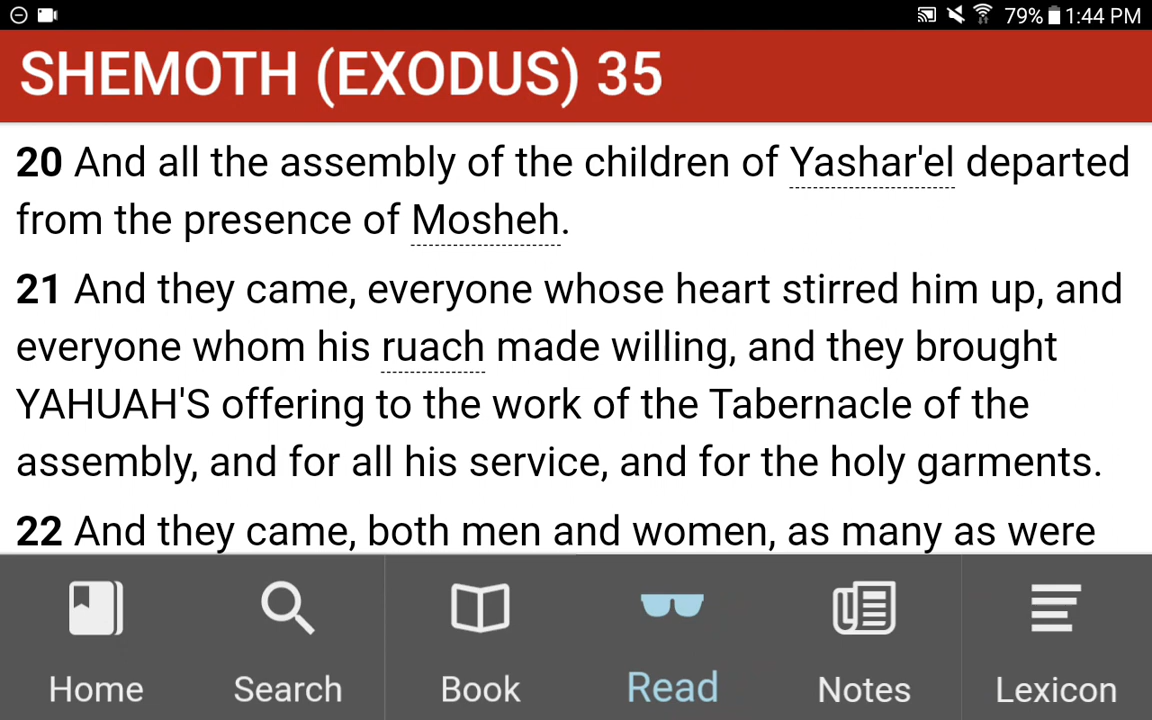 79% 1:44 PM
SHEMOTH (EXODUS) 35
20 And all the assembly of the children of Yashar'el departed
from the presence of Mosheh.
21 And they came, everyone whose heart stirred him up, and
everyone whom his ruach made willing, and they brought
YAHUAH'S offering to the work of the Tabernacle of the
assembly, and for all his service, and for the holy garments.
22 And they came, both men and women, as many as were
Home Search Book Read Notes Lexicon